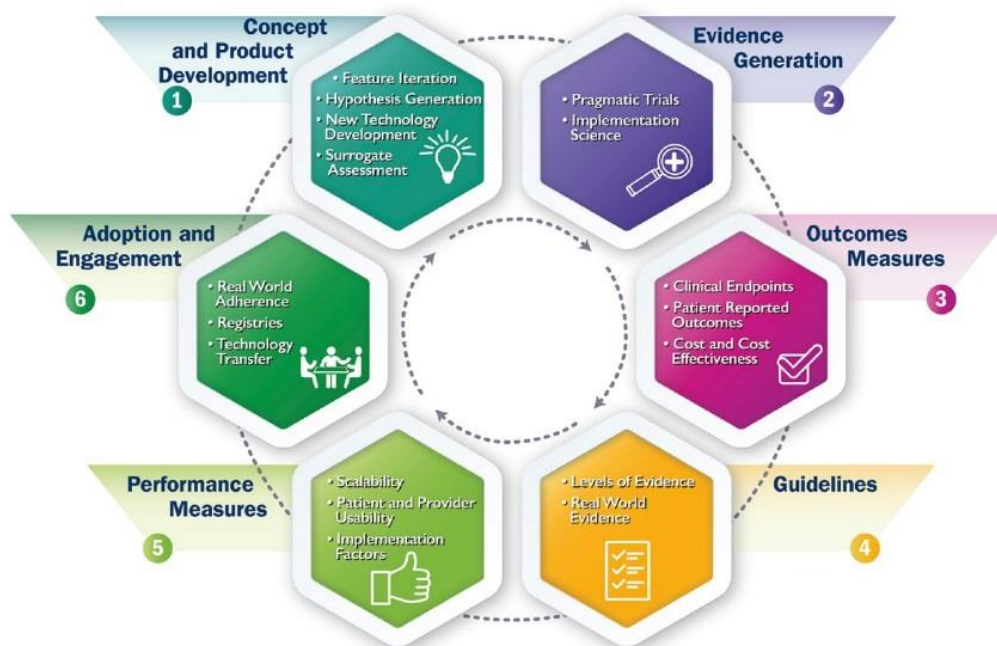 Concept
and Product
Development
1
• Feature Iteration
• Hypothesis Generation
• New Technology
Development
• Surrogate
Assessment
Evidence
Generation
2
• Pragmatic Trials
• Implementation
Science
Outcomes
Measures
3
• Clinical Endpoints
• Patient Reported
Outcomes
• Cost and Cost
Effectiveness
Guidelines
4
• Levels of Evidence
• Real World
Evidence
Performance
Measures
5
• Scalability
• Patient and Provider
Usability
• Implementation
Factors
Adoption and
Engagement
6
• Real World
Adherence
• Registries
• Technology
Transfer